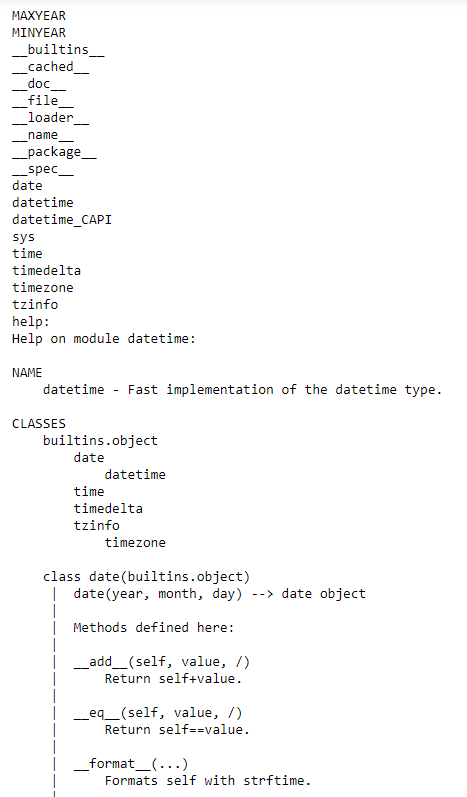 MAXYEAR
MINYEAR
__builtins__
__cached__
__doc__
__file__
__loader__
__name__
__package__
__spec__
date
datetime
datetime_CAPI
sys
time
timedelta
timezone
tzinfo
help:
Help on module datetime:

NAME
    datetime - Fast implementation of the datetime type.

CLASSES
    builtins.object
        date
            datetime
        time
        timedelta
        tzinfo
            timezone

    class date(builtins.object)
     |  date(year, month, day) --> date object
     |
     |  Methods defined here:
     |
     |  __add__(self, value, /)
     |      Return self+value.
     |
     |  __eq__(self, value, /)
     |      Return self==value.
     |
     |  __format__(...)
     |      Formats self with strftime.
     |